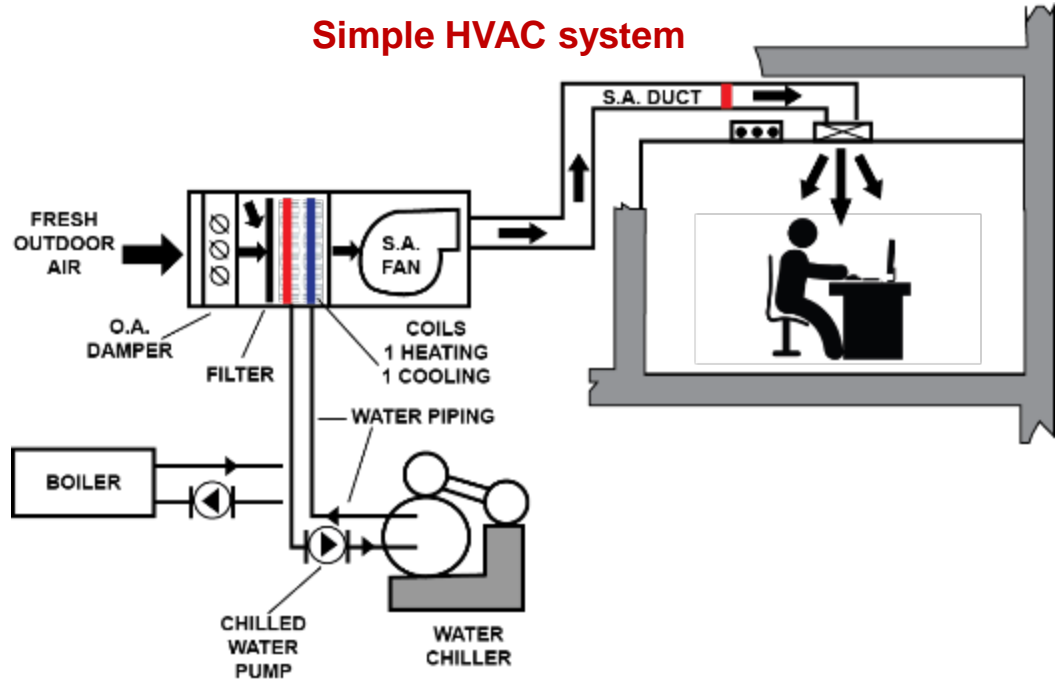 Simple HVAC system
S.A. DUCT
FRESH
OUTDOOR
AIR
S.A.
FAN
O.A.
DAMPER
FILTER
COILS
1 HEATING
1 COOLING
WATER PIPING
BOILER
CHILLED
WATER
PUMP
WATER
CHILLER